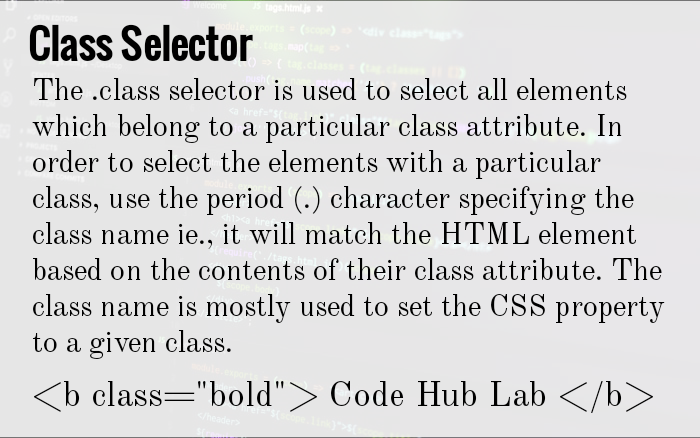 Class Selector
The .class selector is used to select all elements
which belong to a particular class attribute. In
order to select the elements with a particular
class, use the period (.) character specifying the
class name ie., it will match the HTML element
based on the contents of their class attribute. The
class name is mostly used to set the CSS property
to a given class.
<b class="bold"> Code Hub Lab </b>